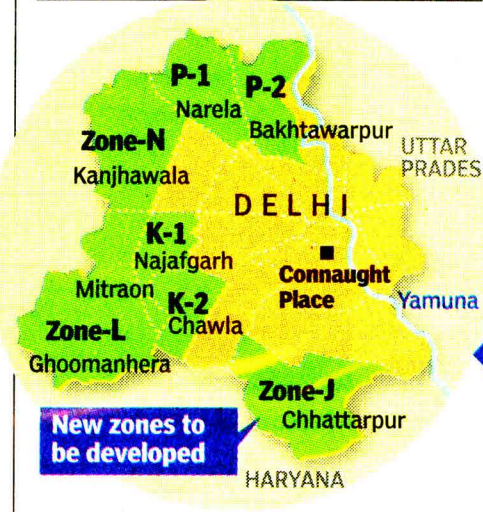 P-1
Narela
P-2
Bakhtawarpur
UTTAR
PRADES
Zone-N
Kanjhawala
DELHI
K-1
Najafgarh
Connaught
Place
Mitraon
K-2
Chawla
Yamuna
Zone-L
Ghoomanhera
Zone-J
Chhattarpur
New zones to
be developed
HARYANA